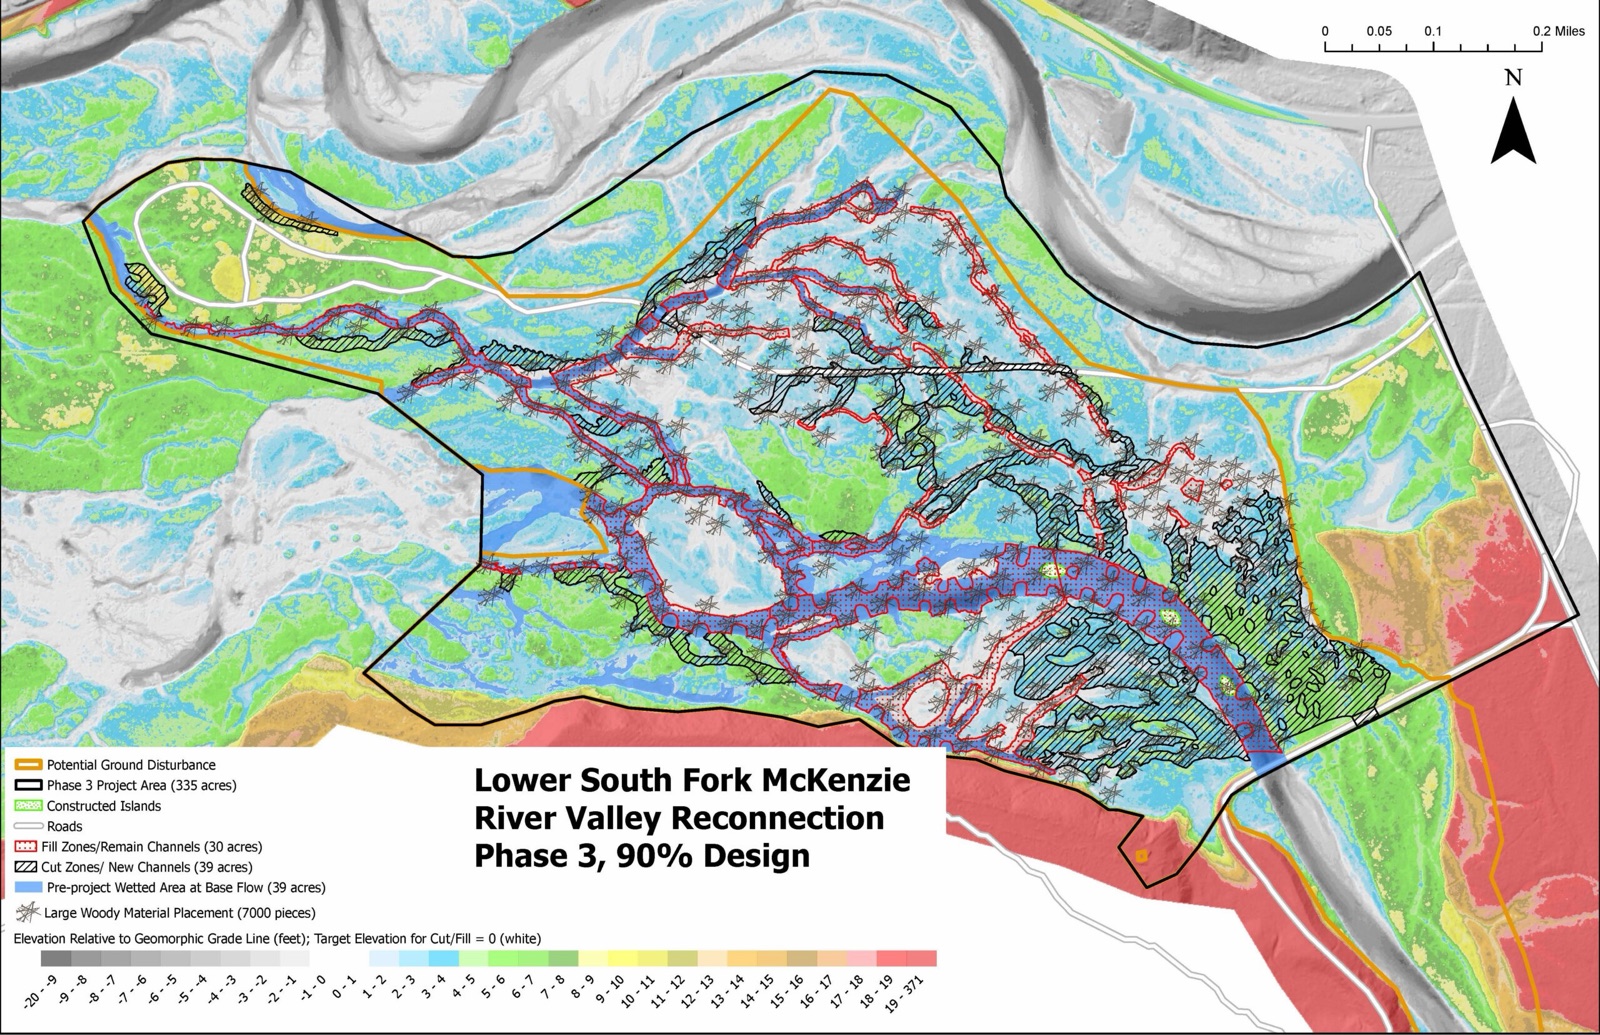 0 0.05 0.1 0.2 Miles
N
Potential Ground Disturbance
Phase 3 Project Area (335 acres)
Constructed Islands
Roads
Fill Zones/Remain Channels (30 acres)
Cut Zones/ New Channels (39 acres)
Pre-project Wetted Area at Base Flow (39 acres)
Large Woody Material Placement (7000 pieces)
Lower South Fork McKenzie
River Valley Reconnection
Phase 3, 90% Design
Elevation Relative to Geomorphic Grade Line (feet); Target Elevation for Cut/Fill = 0 (white)
-20 - -9
-9 - -8
-8 - -7
-7 - -6
-6 - -5
-5 - -4
-4 - -3
-3 - -2
-2 - -1
-1 - 0
0 - 1
1 - 2
2 - 3
3 - 4
4 - 5
5 - 6
6 - 7
7 - 8
8 - 9
9 - 10
10 - 11
11 - 12
12 - 13
13 - 14
14 - 15
15 - 16
16 - 17
17 - 18
18 - 19
19 - 371